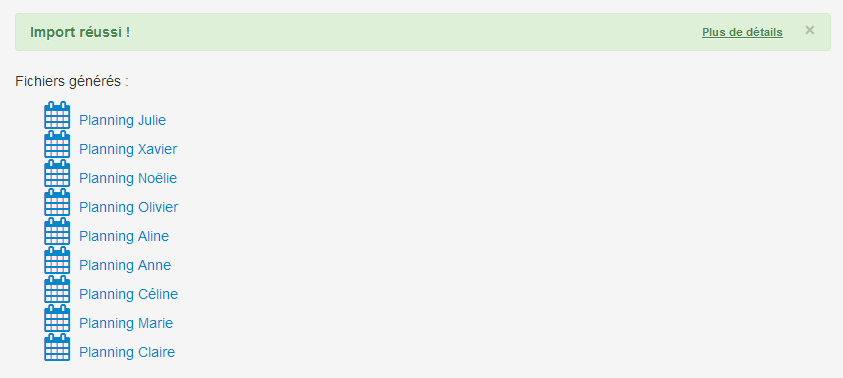 Import réussi !
Plus de détails
×
Fichiers générés :
Planning Julie
Planning Xavier
Planning Noëlie
Planning Olivier
Planning Aline
Planning Anne
Planning Céline
Planning Marie
Planning Claire